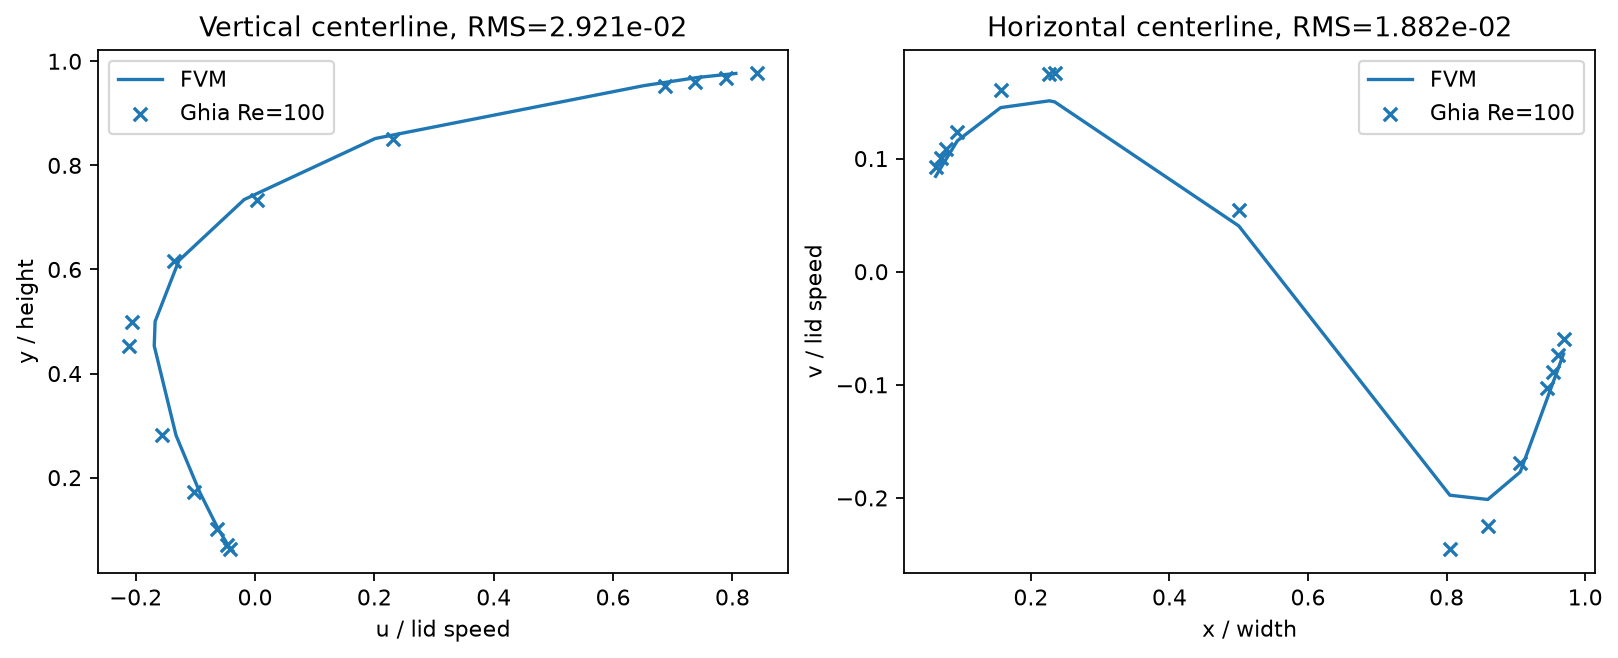 Vertical centerline, RMS=2.921e-02
FVM
Ghia Re=100
1.0
0.8
0.6
0.4
0.2
y / height
−0.2
0.0
0.2
0.4
0.6
0.8
u / lid speed
Horizontal centerline, RMS=1.882e-02
FVM
Ghia Re=100
0.1
0.0
−0.1
−0.2
v / lid speed
0.2
0.4
0.6
0.8
1.0
x / width